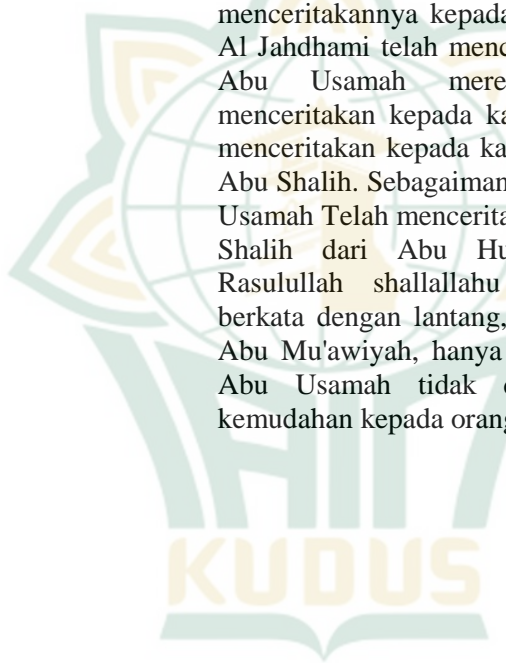 menceritakannya kepada
Al Jahdhami telah menc
Abu Usamah mere
menceritakan kepada ka
menceritakan kepada ka
Abu Shalih. Sebagaiman
Usamah Telah mencerita
Shalih dari Abu Hu
Rasulullah shallallahu
berkata dengan lantang,
Abu Mu'awiyah, hanya
Abu Usamah tidak
kemudahan kepada orang
KUDUS